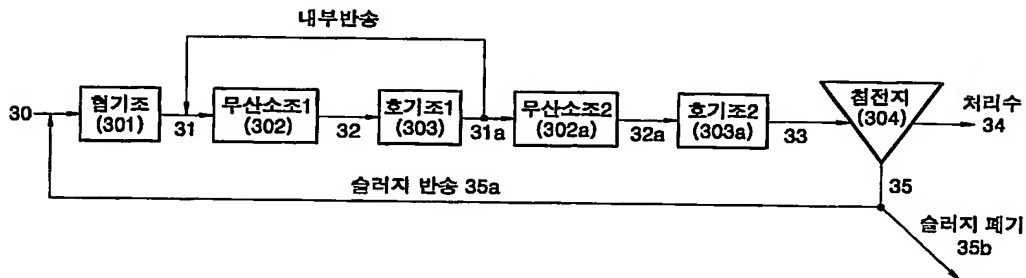 내부반송
30
혐기조
(301)
31
무산소조1
(302)
32
호기조1
(303)
31a
무산소조2
(302a)
32a
호기조2
(303a)
33
침전지
(304)
처리수
34
슬러지 반송 35a
35
슬러지 폐기
35b